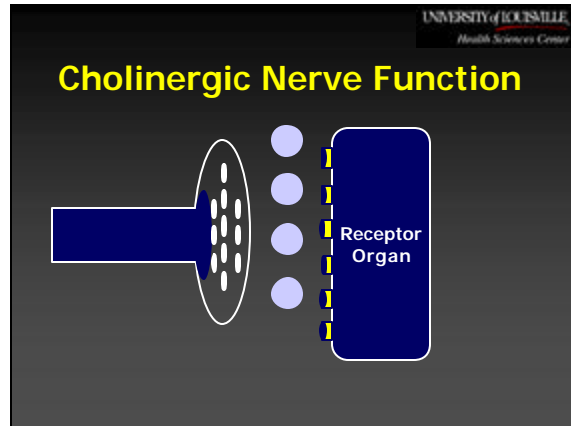 UNIVERSITY of LOUISVILLE
Health Sciences Center
Cholinergic Nerve Function
Receptor
Organ